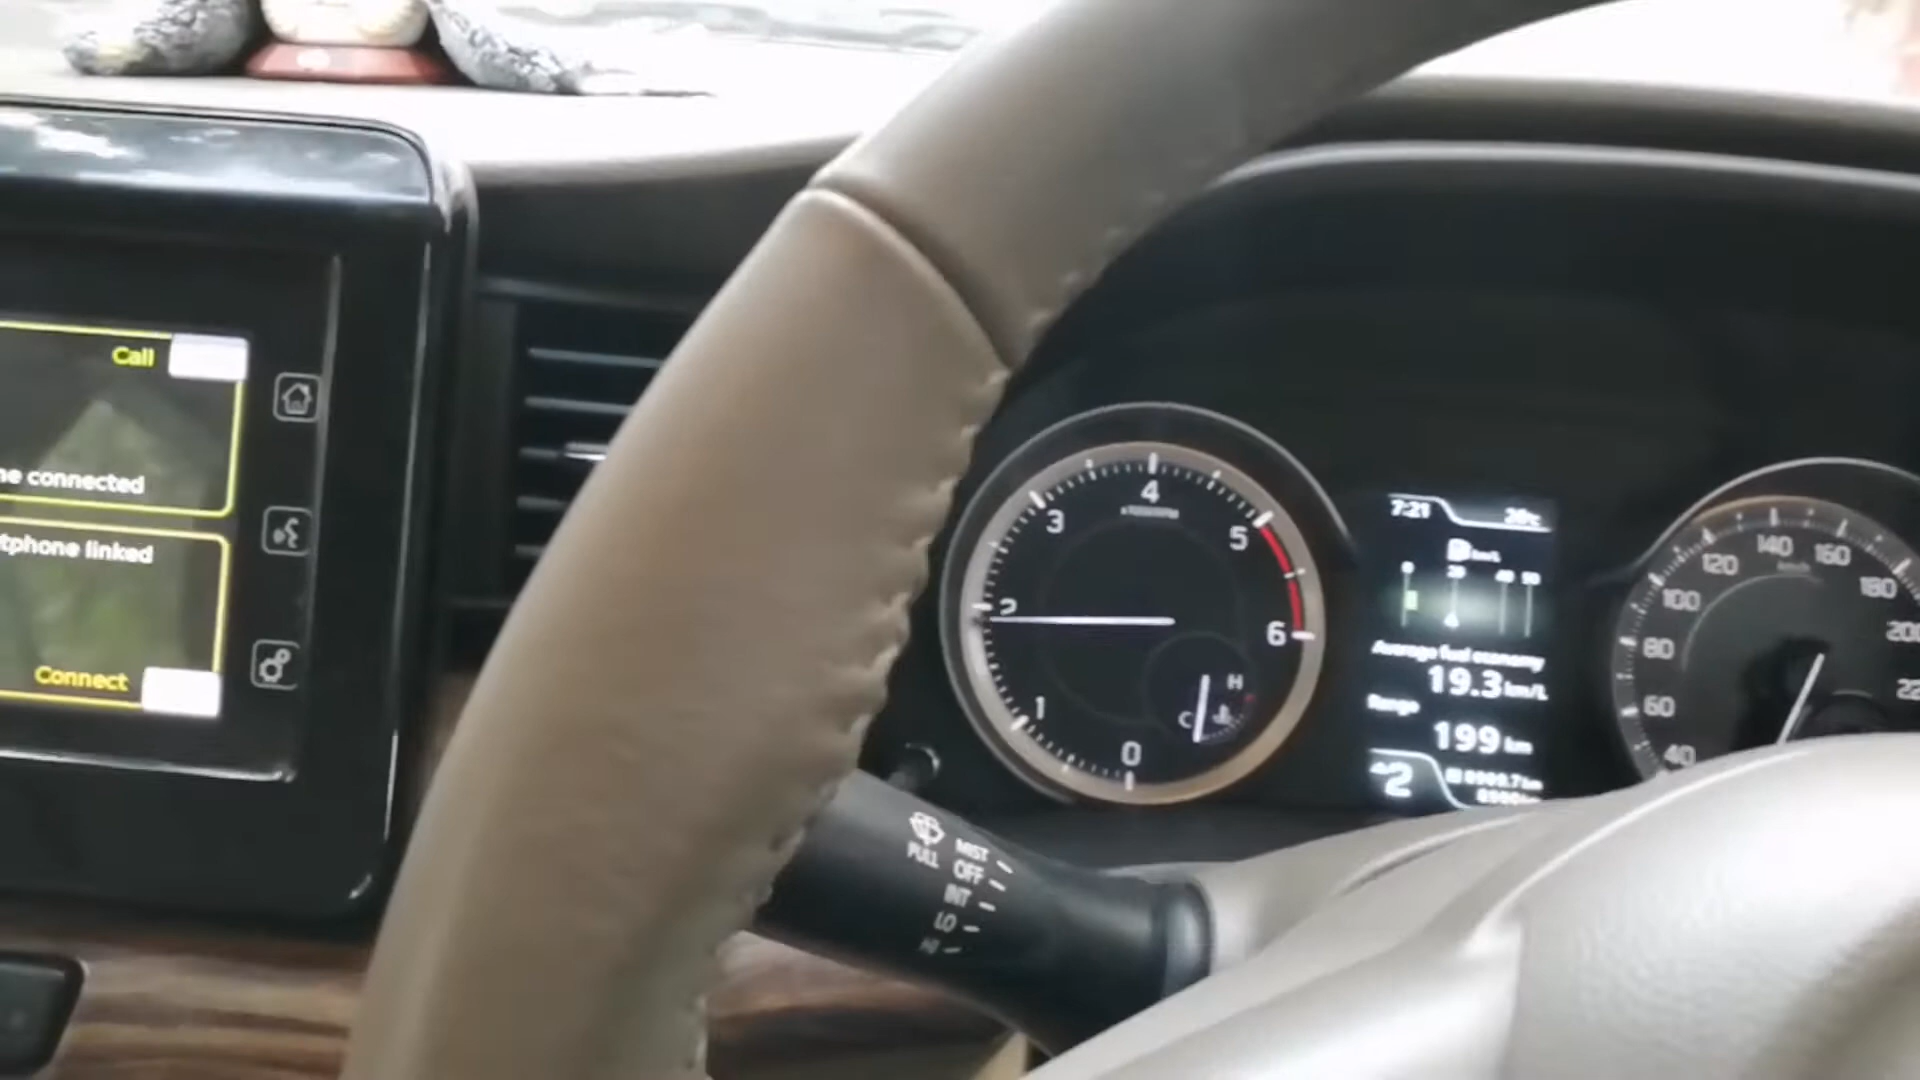 Call
ne connected
tphone linked
Connect
0
1
2
3
4
5
6
H
C
7:21
Average fuel economy
19.3 km/L
Range
199 km
2
40
60
80
100
120
140
160
180
200
22
PULL
MIST
OFF
INT
LO
HI